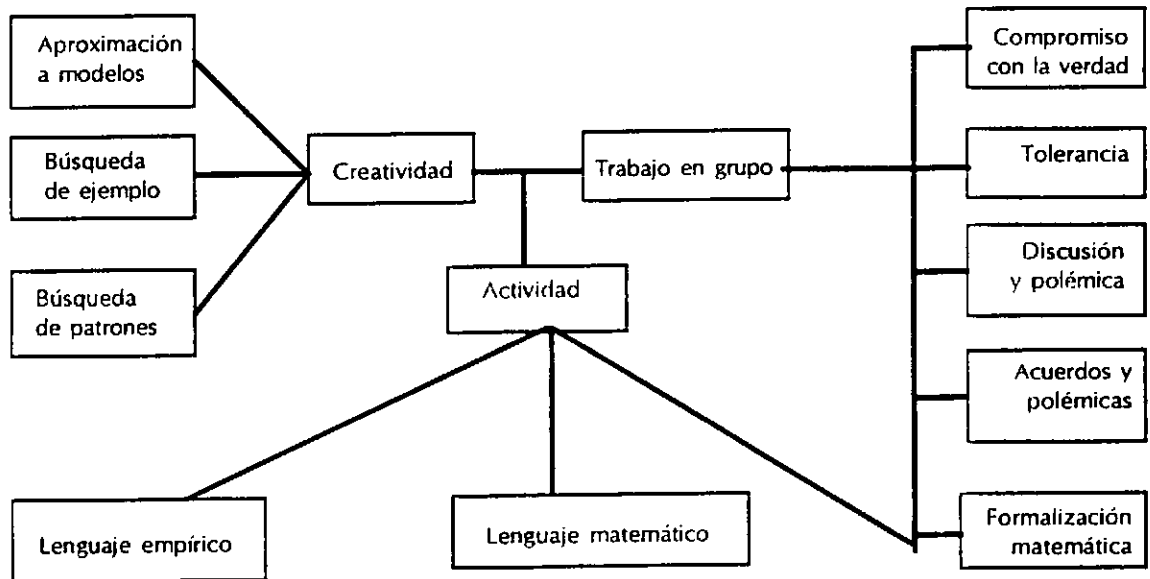 Aproximación
a modelos
Búsqueda
de ejemplo
Búsqueda
de patrones
Creatividad
Trabajo en grupo
Actividad
Lenguaje empírico
Lenguaje matemático
Compromiso
con la verdad
Tolerancia
Discusión
y polémica
Acuerdos y
polémicas
Formalización
matemática